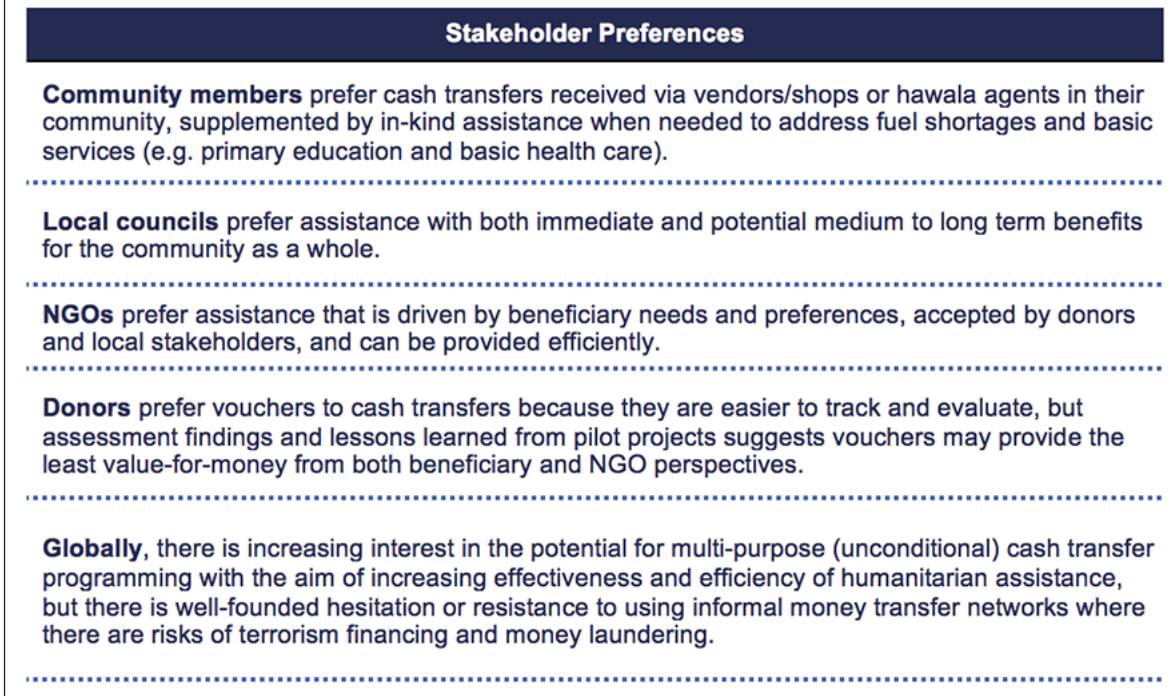 Stakeholder Preferences
Community members prefer cash transfers received via vendors/shops or hawala agents in their
community, supplemented by in-kind assistance when needed to address fuel shortages and basic
services (e.g. primary education and basic health care).
Local councils prefer assistance with both immediate and potential medium to long term benefits
for the community as a whole.
NGOs prefer assistance that is driven by beneficiary needs and preferences, accepted by donors
and local stakeholders, and can be provided efficiently.
Donors prefer vouchers to cash transfers because they are easier to track and evaluate, but
assessment findings and lessons learned from pilot projects suggests vouchers may provide the
least value-for-money from both beneficiary and NGO perspectives.
Globally, there is increasing interest in the potential for multi-purpose (unconditional) cash transfer
programming with the aim of increasing effectiveness and efficiency of humanitarian assistance,
but there is well-founded hesitation or resistance to using informal money transfer networks where
there are risks of terrorism financing and money laundering.